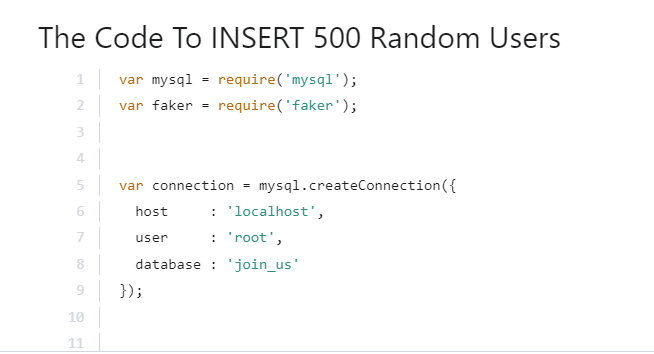 The Code To INSERT 500 Random Users
1 var mysql = require('mysql');
2 var faker = require('faker');
3
4
5 var connection = mysql.createConnection({
6   host     : 'localhost',
7   user     : 'root',
8   database : 'join_us'
9 });
10
11